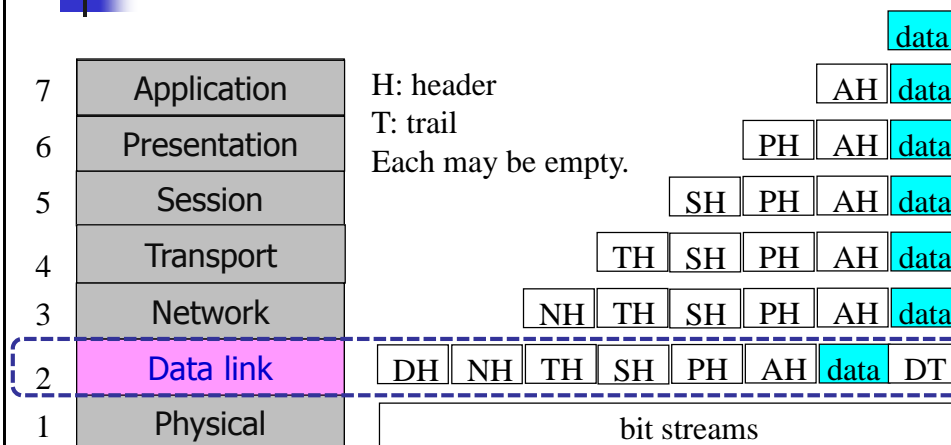 data
7 Application H: header AH data
T: trail
6 Presentation PH AH data
Each may be empty.
5 Session SH PH AH data
4 Transport TH SH PH AH data
3 Network NH TH SH PH AH data
2 Data link DH NH TH SH PH AH data DT
1 Physical bit streams